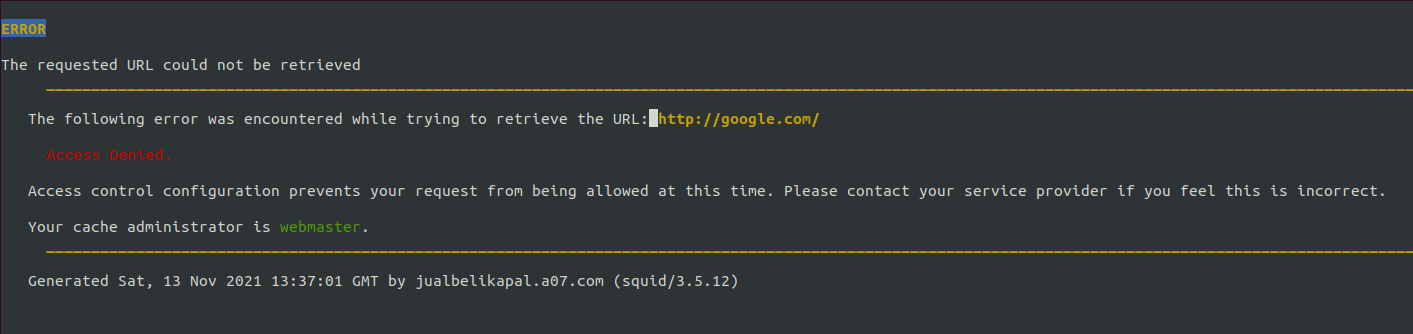 ERROR
The requested URL could not be retrieved
The following error was encountered while trying to retrieve the URL: http://google.com/
Access Denied.
Access control configuration prevents your request from being allowed at this time. Please contact your service provider if you feel this is incorrect.
Your cache administrator is webmaster.
Generated Sat, 13 Nov 2021 13:37:01 GMT by jualbelikapal.a07.com (squid/3.5.12)